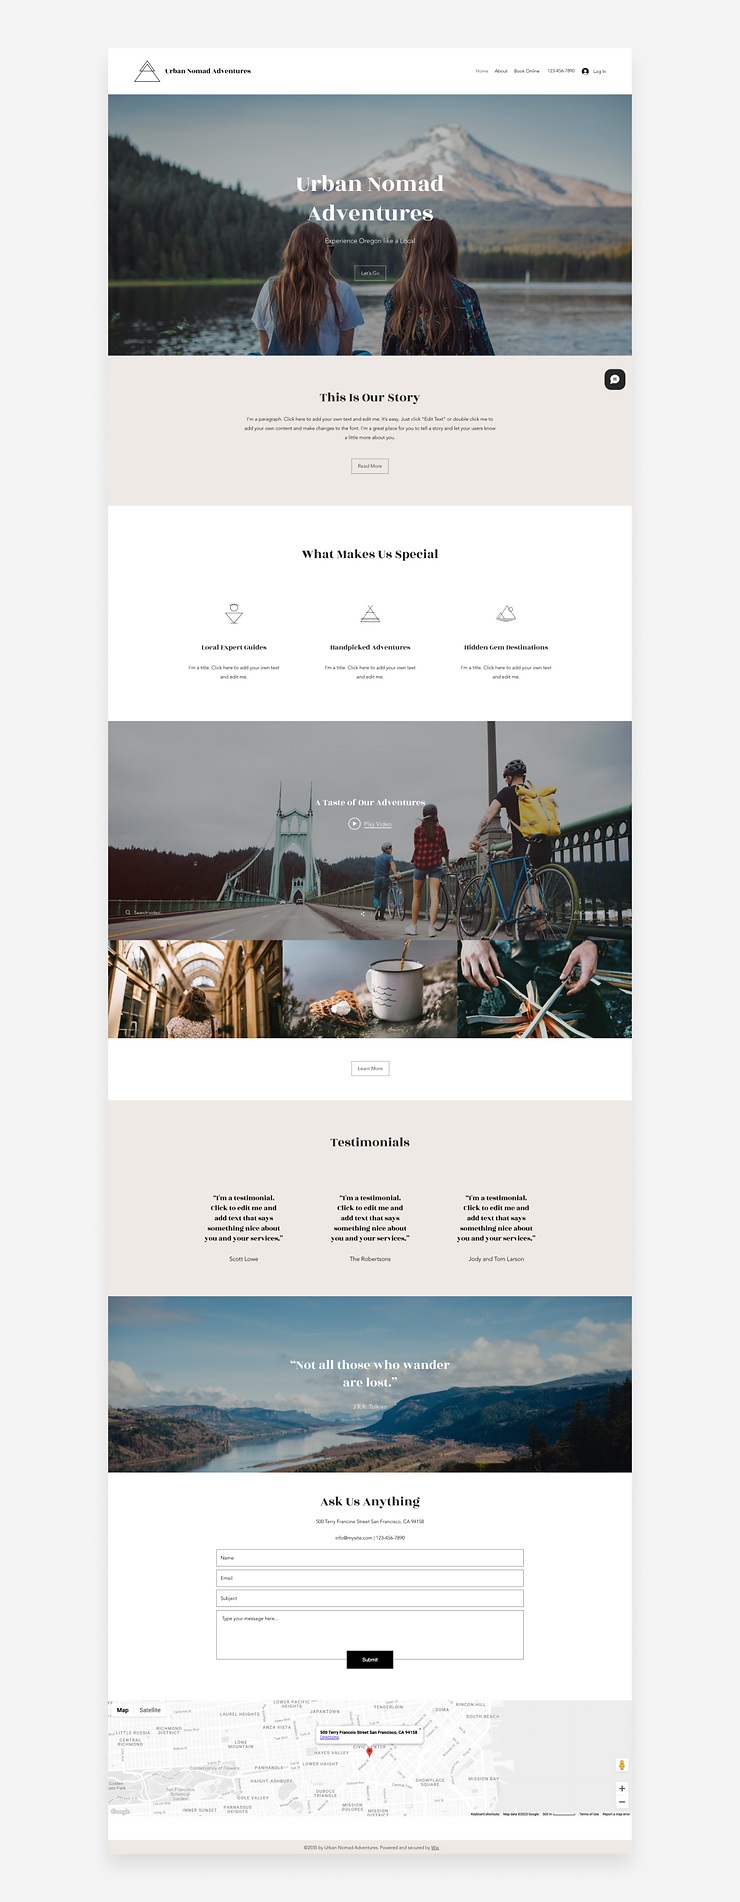 Urban Nomad Adventures
Home About Book Online 123-456-7890 Log In
Urban Nomad
Adventures
Experience Oregon like a Local
Let's Go
This Is Our Story
I'm a paragraph. Click here to add your own text and edit me. It's easy. Just click "Edit Text" or double click me to
add your own content and make changes to the font. I'm a great place for you to tell a story and let your users know
a little more about you.
Read More
What Makes Us Special
Local Expert Guides
I'm a title. Click here to add your own text
and edit me.
Handpicked Adventures
I'm a title. Click here to add your own text
and edit me.
Hidden Gem Destinations
I'm a title. Click here to add your own text
and edit me.
A Taste of Our Adventures
Play Video
Search video
Learn More
Testimonials
"I'm a testimonial.
Click to edit me and
add text that says
something nice about
you and your services."
Scott Lowe
"I'm a testimonial.
Click to edit me and
add text that says
something nice about
you and your services."
The Robertsons
"I'm a testimonial.
Click to edit me and
add text that says
something nice about
you and your services."
Jody and Tom Larson
"Not all those who wander
are lost."
J.R.R. Tolkien
Ask Us Anything
500 Terry Francine Street San Francisco, CA 94158
info@mysite.com | 123-456-7890
Name
Email
Subject
Type your message here...
Submit
Map Satellite
LOWER PACIFIC
HEIGHTS
JAPANTOWN
TENDERLOIN
SOMA
RINCON HILL
LAUREL HEIGHTS
SOUTH BEACH
ANZA VISTA
LITTLE RUSSIA
RICHMOND
DISTRICT
CENTRAL
RICHMOND
LONE
MOUNTAIN
500 Terry Francois Street San Francisco, CA 94158
Directions
HAYES VALLEY
CIVIC CENTER
LOWER HAIGHT
PANHANDLE
Conservatory of Flowers
HAIGHT-ASHBURY
SHOWPLACE
SQUARE
MISSION BAY
Golden
Gate Park
San Francisco
Botanical
Garden
COLE VALLEY
DUBOCE
TRIANGLE
INNER SUNSET
PARNASSUS
HEIGHTS
MISSION
DOLORES
MISSION
DISTRICT
Google
Keyboard shortcuts Map data ©2023 Google 500 m Terms of Use Report a map error
©2035 by Urban Nomad Adventures. Powered and secured by Wix